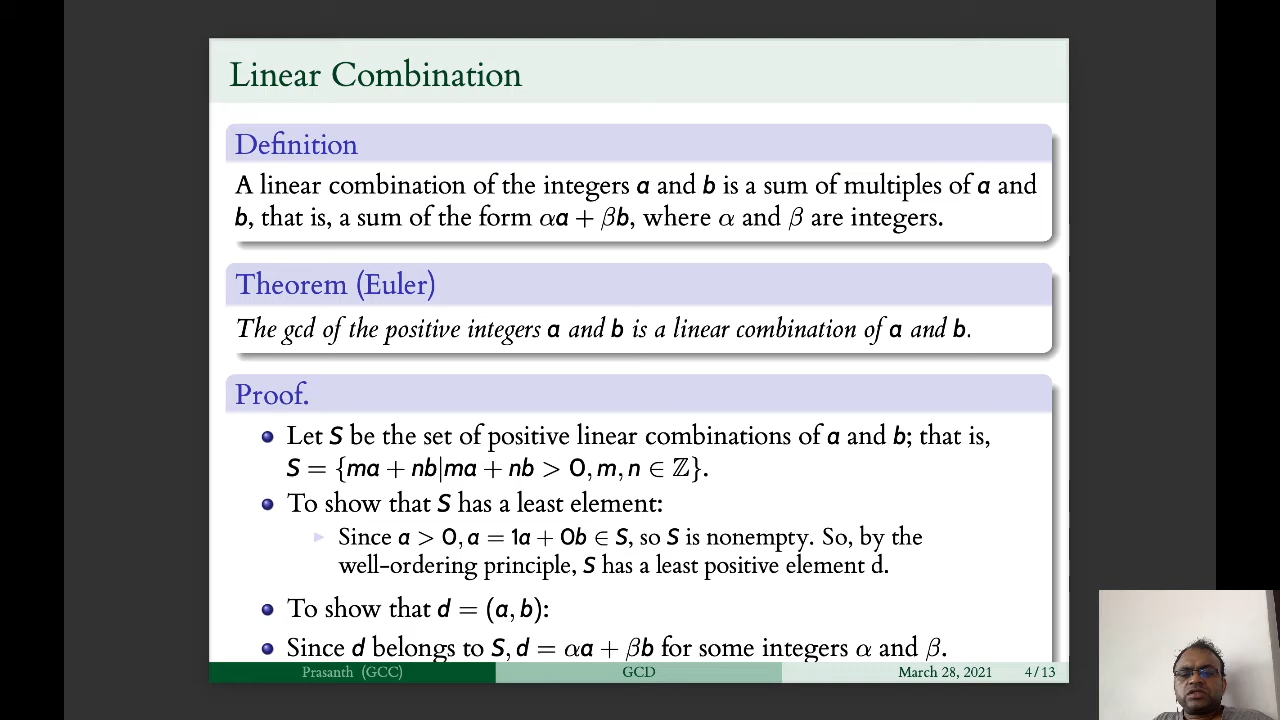 Linear Combination
Definition
A linear combination of the integers a and b is a sum of multiples of a and
b, that is, a sum of the form αa + βb, where α and β are integers.
Theorem (Euler)
The gcd of the positive integers a and b is a linear combination of a and b.
Proof.
Let S be the set of positive linear combinations of a and b; that is,
S = {ma + nb|ma + nb > 0, m, n ∈ ℤ}.
To show that S has a least element:
Since a > 0, a = 1a + 0b ∈ S, so S is nonempty. So, by the
well-ordering principle, S has a least positive element d.
To show that d = (a, b):
Since d belongs to S, d = αa + βb for some integers α and β.
Prasanth (GCC) GCD March 28, 2021 4/13